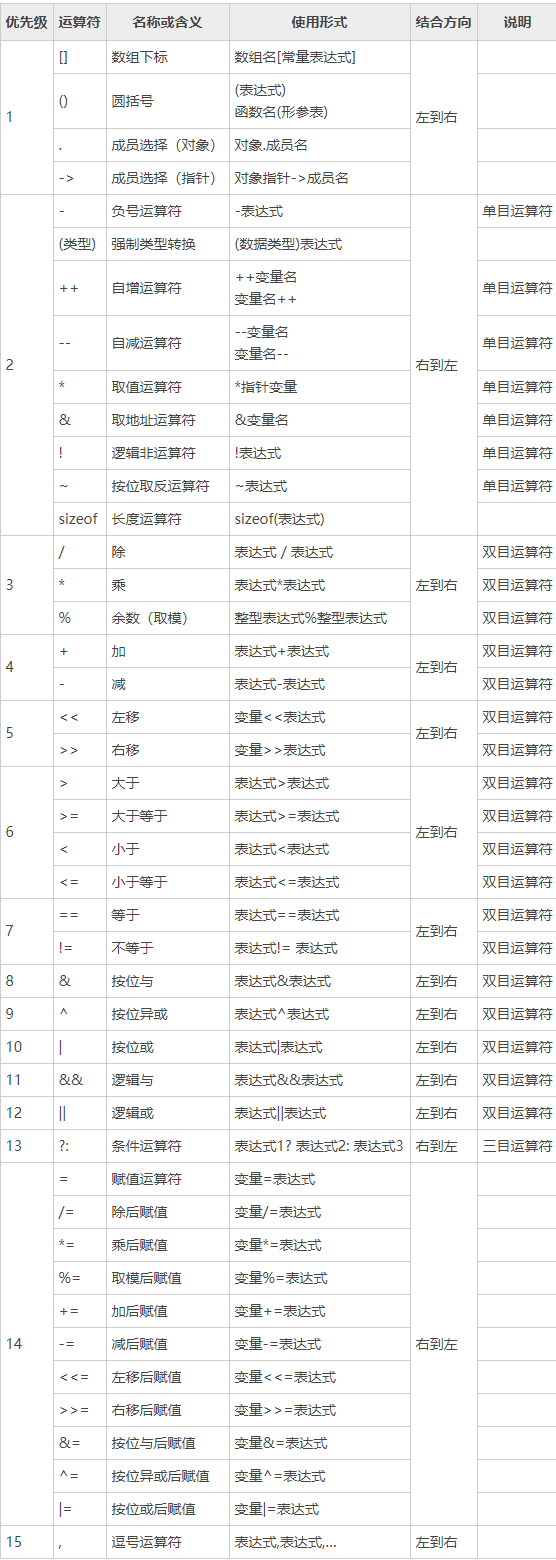 优先级 运算符 名称或含义 使用形式 结合方向 说明
1 [] 数组下标 数组名[常量表达式] 左到右
() 圆括号 (表达式)
函数名(形参表)
. 成员选择（对象） 对象.成员名
-> 成员选择（指针） 对象指针->成员名
2 - 负号运算符 -表达式 右到左 单目运算符
(类型) 强制类型转换 (数据类型)表达式
++ 自增运算符 ++变量名 单目运算符
变量名++
-- 自减运算符 --变量名 单目运算符
变量名--
* 取值运算符 *指针变量 单目运算符
& 取地址运算符 &变量名 单目运算符
! 逻辑非运算符 !表达式 单目运算符
~ 按位取反运算符 ~表达式 单目运算符
sizeof 长度运算符 sizeof(表达式)
3 / 除 表达式 / 表达式 左到右 双目运算符
* 乘 表达式*表达式 双目运算符
% 余数（取模） 整型表达式%整型表达式 双目运算符
4 + 加 表达式+表达式 左到右 双目运算符
- 减 表达式-表达式 双目运算符
5 << 左移 变量<<表达式 左到右 双目运算符
>> 右移 变量>>表达式 双目运算符
6 > 大于 表达式>表达式 左到右 双目运算符
>= 大于等于 表达式>=表达式 双目运算符
< 小于 表达式<表达式 双目运算符
<= 小于等于 表达式<=表达式 双目运算符
7 == 等于 表达式==表达式 左到右 双目运算符
!= 不等于 表达式!= 表达式 双目运算符
8 & 按位与 表达式&表达式 左到右 双目运算符
9 ^ 按位异或 表达式^表达式 左到右 双目运算符
10 | 按位或 表达式|表达式 左到右 双目运算符
11 && 逻辑与 表达式&&表达式 左到右 双目运算符
12 || 逻辑或 表达式||表达式 左到右 双目运算符
13 ?: 条件运算符 表达式1? 表达式2: 表达式3 右到左 三目运算符
14 = 赋值运算符 变量=表达式 右到左
/= 除后赋值 变量/=表达式
*= 乘后赋值 变量*=表达式
%= 取模后赋值 变量%=表达式
+= 加后赋值 变量+=表达式
-= 减后赋值 变量-=表达式
<<= 左移后赋值 变量<<=表达式
>>= 右移后赋值 变量>>=表达式
&= 按位与后赋值 变量&=表达式
^= 按位异或后赋值 变量^=表达式
|= 按位或后赋值 变量|=表达式
15 , 逗号运算符 表达式,表达式,... 左到右